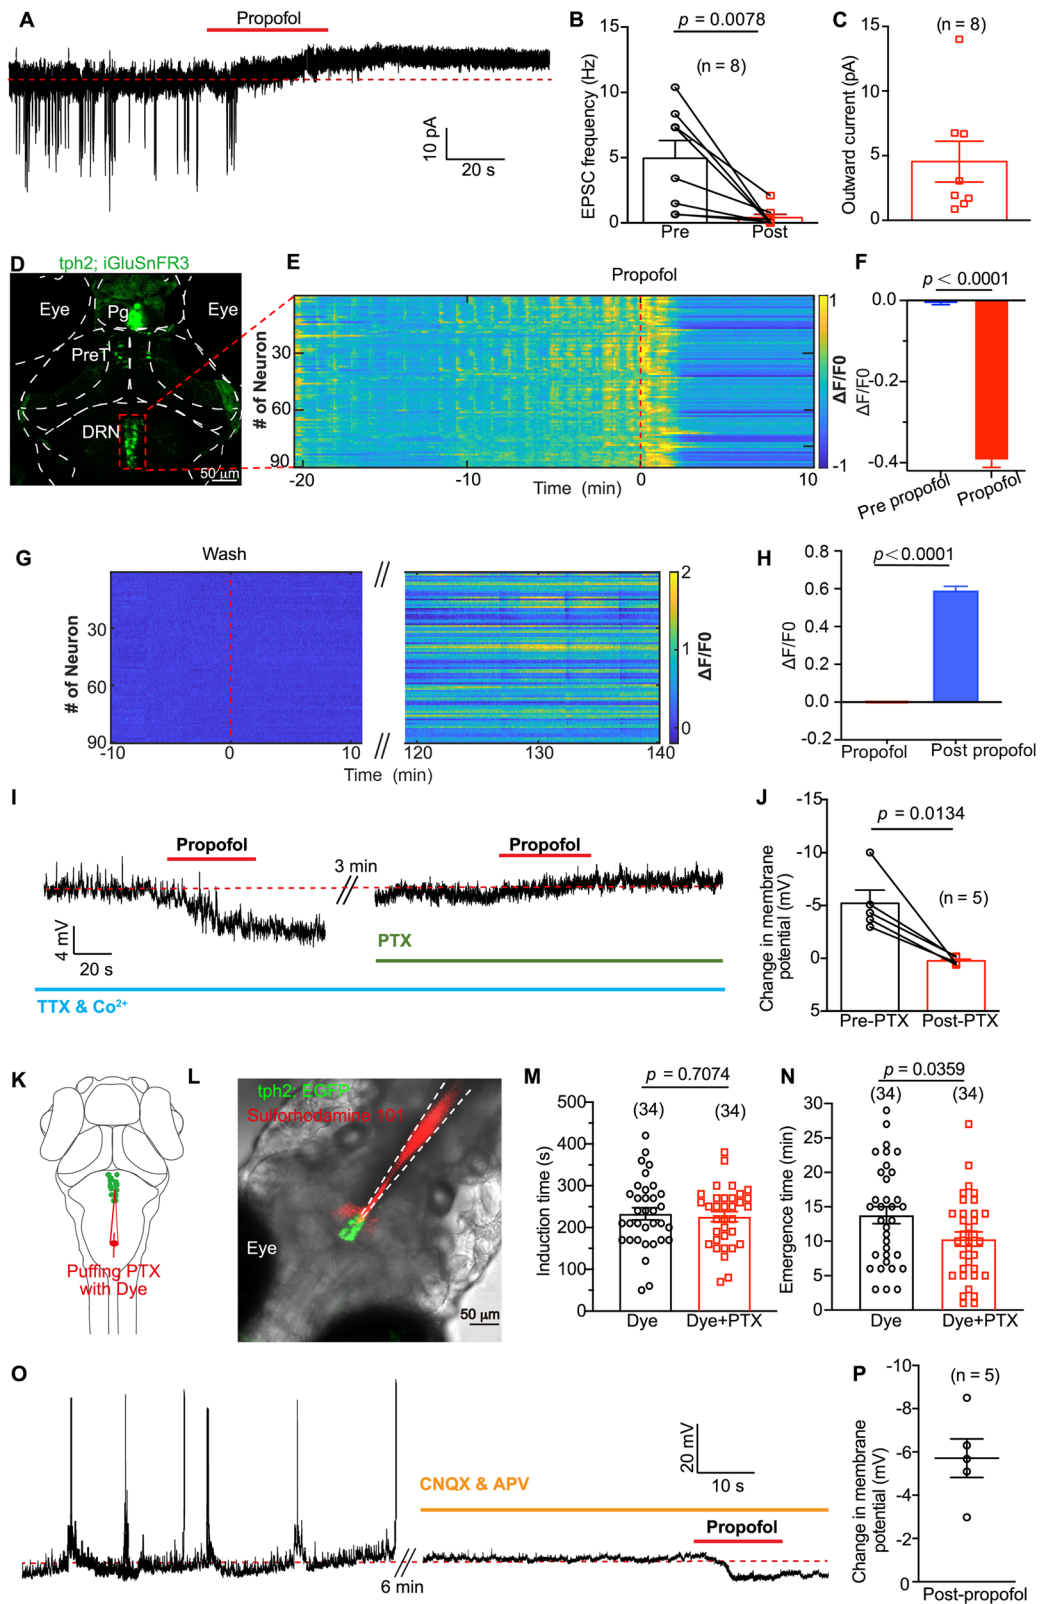 A
Propofol
10 pA
20 s
B
p = 0.0078
(n = 8)
EPSC frequency (Hz)
15
10
5
0
Pre
Post
C
(n = 8)
Outward current (pA)
15
10
5
0
D
tph2; iGluSnFR3
Eye
Pg
Eye
PreT
DRN
50 μm
E
Propofol
# of Neuron
30
60
90
-20
-10
0
10
Time (min)
1
ΔF/F0
-1
F
p < 0.0001
0.0
-0.2
-0.4
ΔF/F0
Pre propofol
Propofol
G
Wash
# of Neuron
30
60
90
-10
0
10
120
130
140
Time (min)
2
1
0
ΔF/F0
H
p<0.0001
ΔF/F0
0.8
0.6
0.4
0.2
0.0
-0.2
Propofol
Post propofol
I
Propofol
3 min
Propofol
4 mV
20 s
PTX
TTX & Co²⁺
J
p = 0.0134
(n = 5)
Change in membrane
potential (mV)
-15
-10
-5
0
5
Pre-PTX
Post-PTX
K
Puffing PTX
with Dye
L
tph2; EGFP
Sulforhodamine 101
Eye
50 μm
M
p = 0.7074
(34)
(34)
Induction time (s)
500
400
300
200
100
0
Dye
Dye+PTX
N
p = 0.0359
(34)
(34)
Emergence time (min)
30
25
20
15
10
5
0
Dye
Dye+PTX
O
20 mV
10 s
CNQX & APV
Propofol
6 min
P
(n = 5)
Change in membrane
potential (mV)
-10
-8
-6
-4
-2
0
Post-propofol